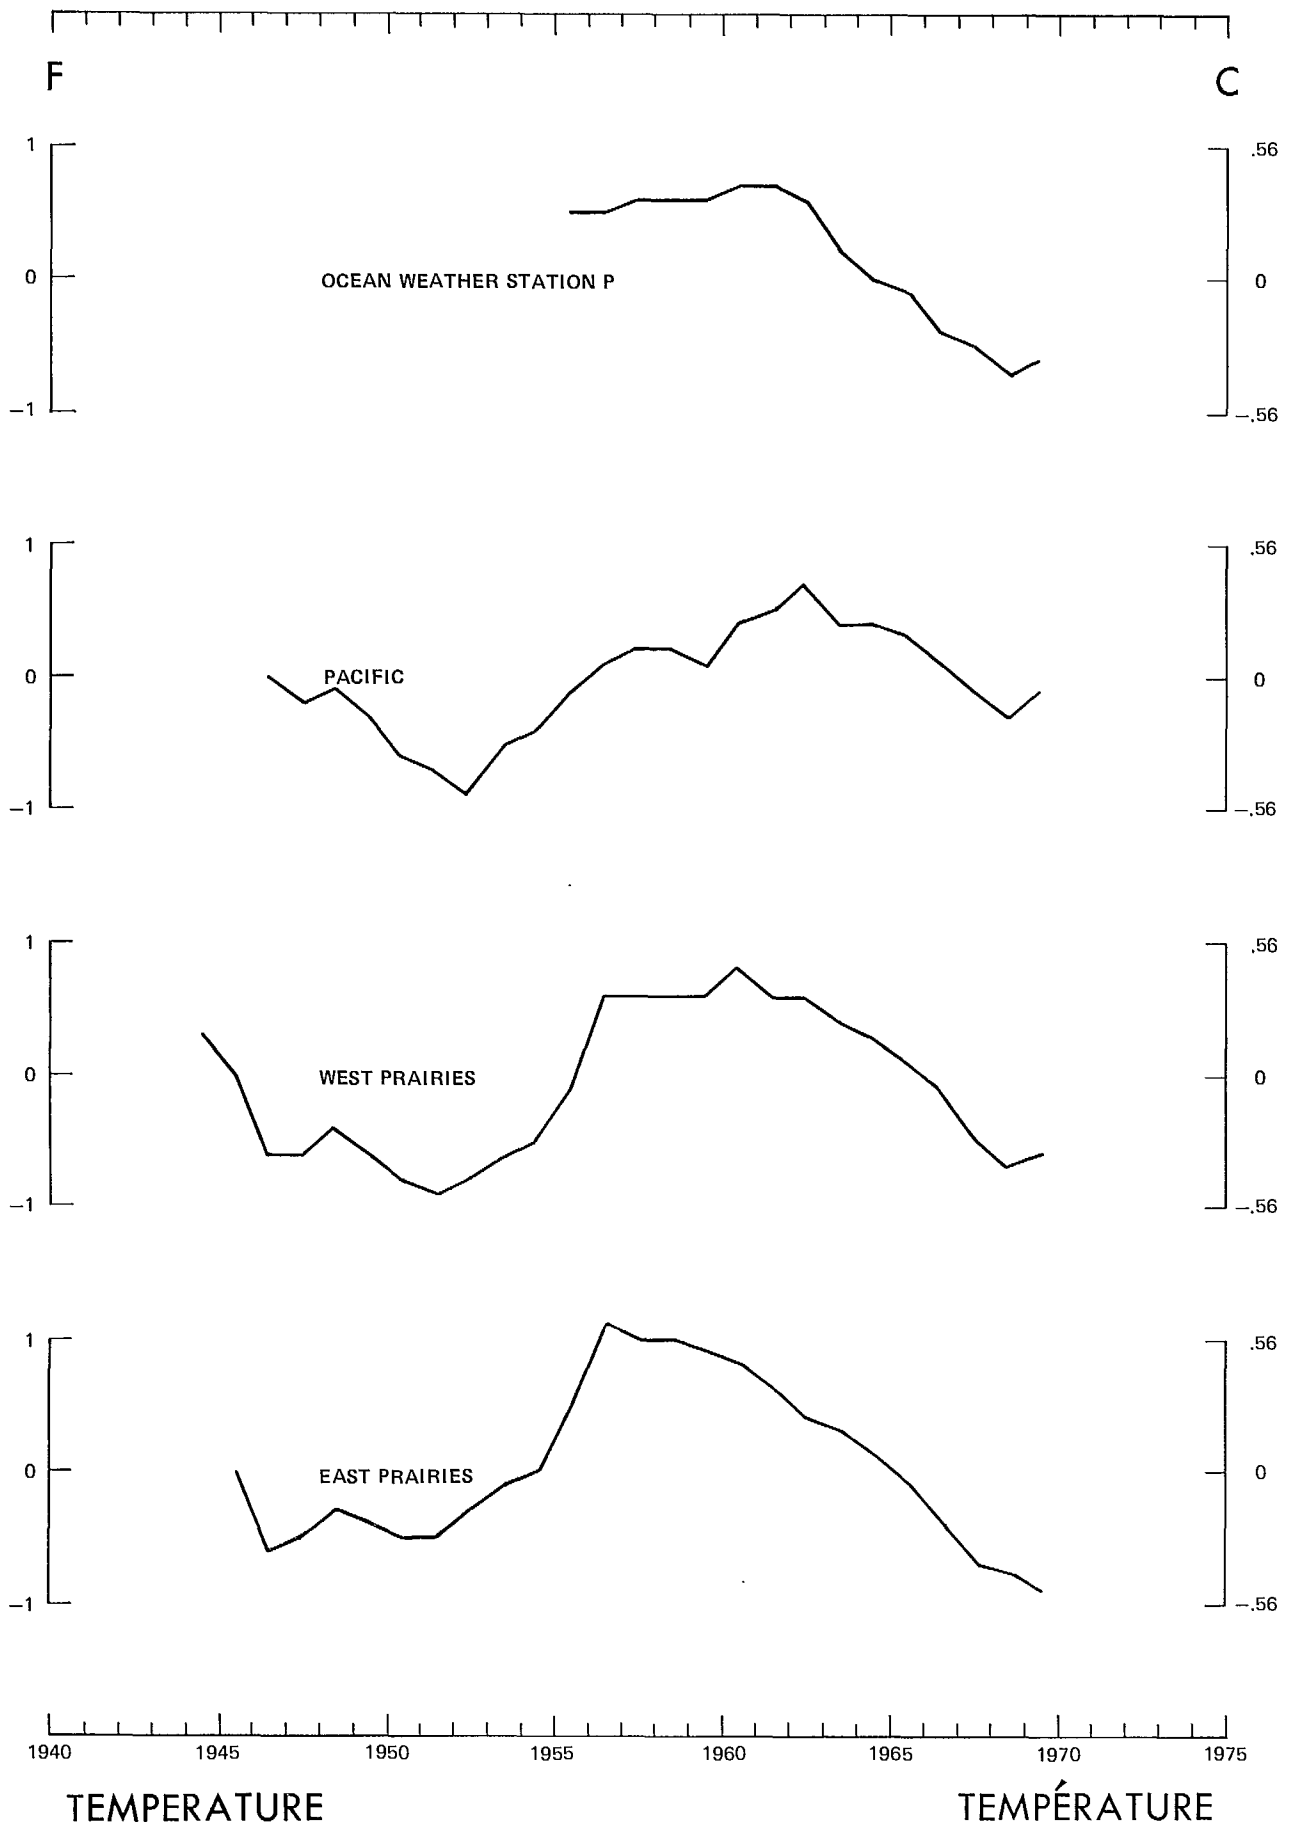 F C
1 .56
0 OCEAN WEATHER STATION P 0
–1 –.56
1 .56
0 PACIFIC 0
–1 –.56
1 .56
0 WEST PRAIRIES 0
–1 –.56
1 .56
0 EAST PRAIRIES 0
–1 –.56
1940 1945 1950 1955 1960 1965 1970 1975
TEMPERATURE TEMPÉRATURE